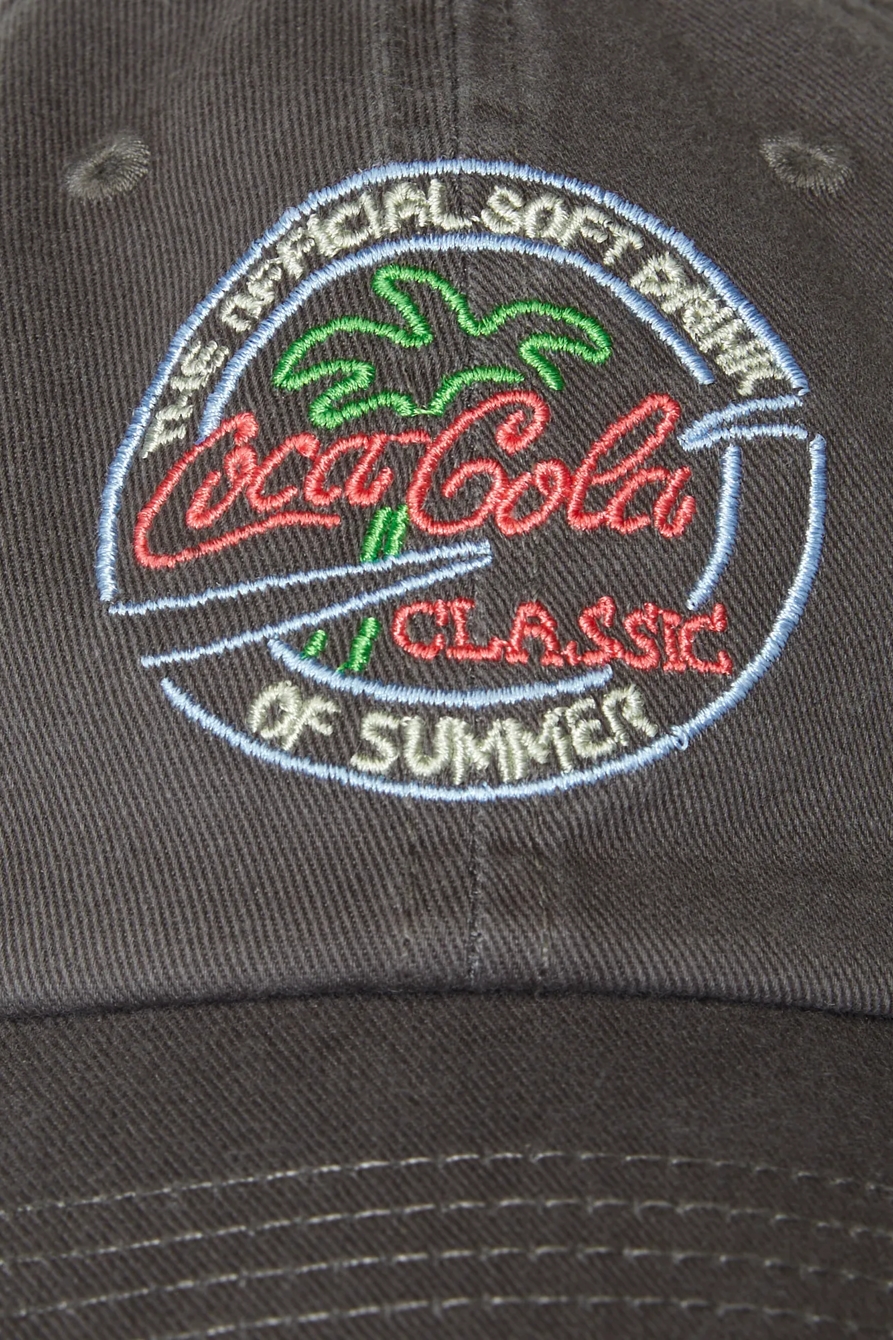 THE OFFICIAL SOFT DRINK
Coca Cola
CLASSIC
OF SUMMER